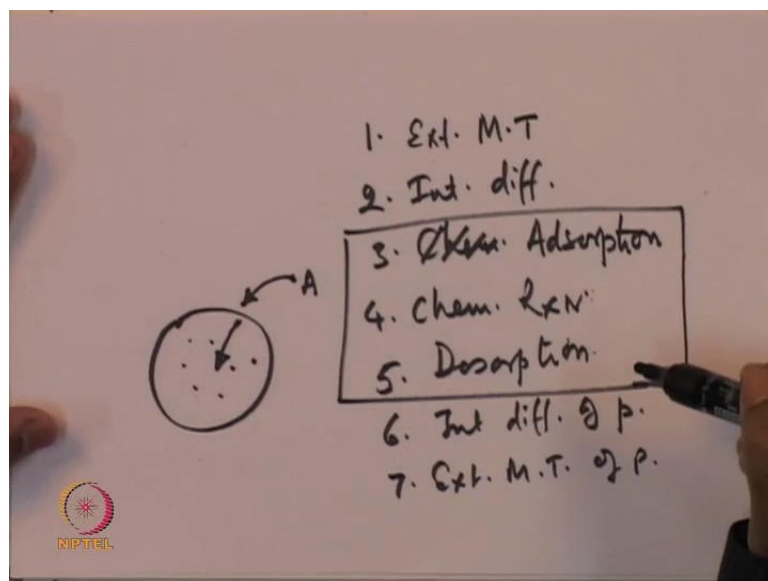 1. Ext. M.T
2. Int. diff.
3. Adsorption
4. Chem. RxN
5. Desorption
6. Int diff. of p.
7. Ext. M.T. of P.
A
NPTEL